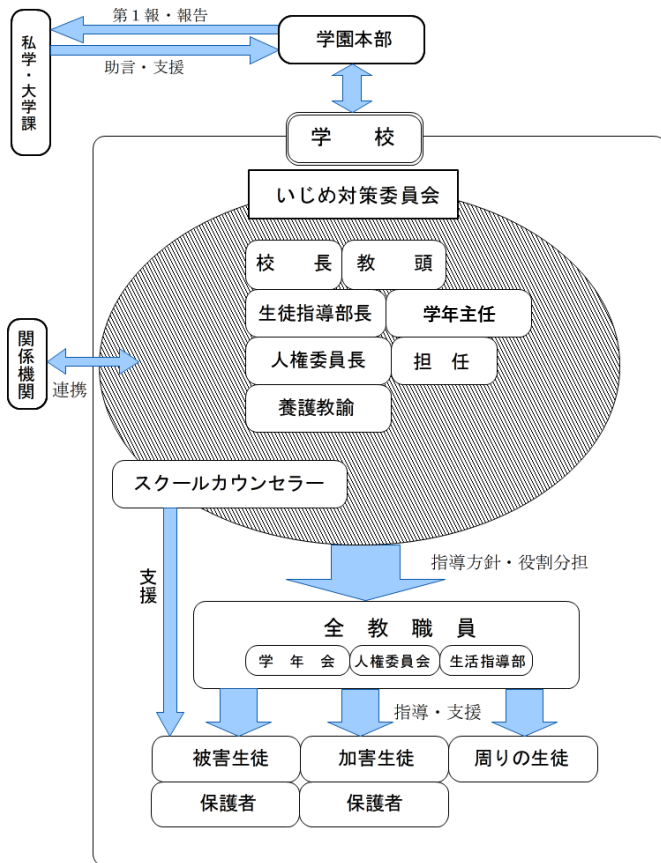 第１報・報告
学園本部
私学・大学課
助言・支援
学　校
いじめ対策委員会
校　長
教　頭
生徒指導部長
学年主任
人権委員長
担　任
養護教諭
関係機関
連携
スクールカウンセラー
支援
指導方針・役割分担
全　教　職　員
学　年　会
人権委員会
生活指導部
指導・支援
被害生徒
加害生徒
周りの生徒
保護者
保護者